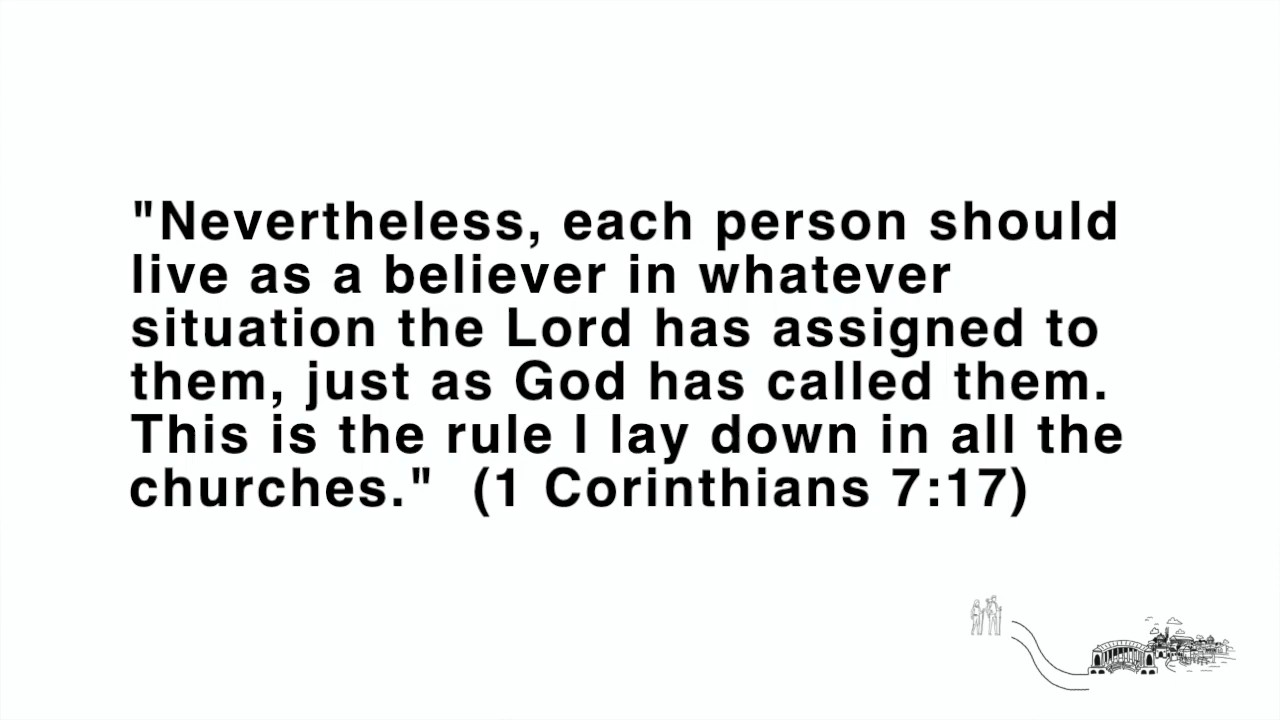 "Nevertheless, each person should
live as a believer in whatever
situation the Lord has assigned to
them, just as God has called them.
This is the rule I lay down in all the
churches."  (1 Corinthians 7:17)